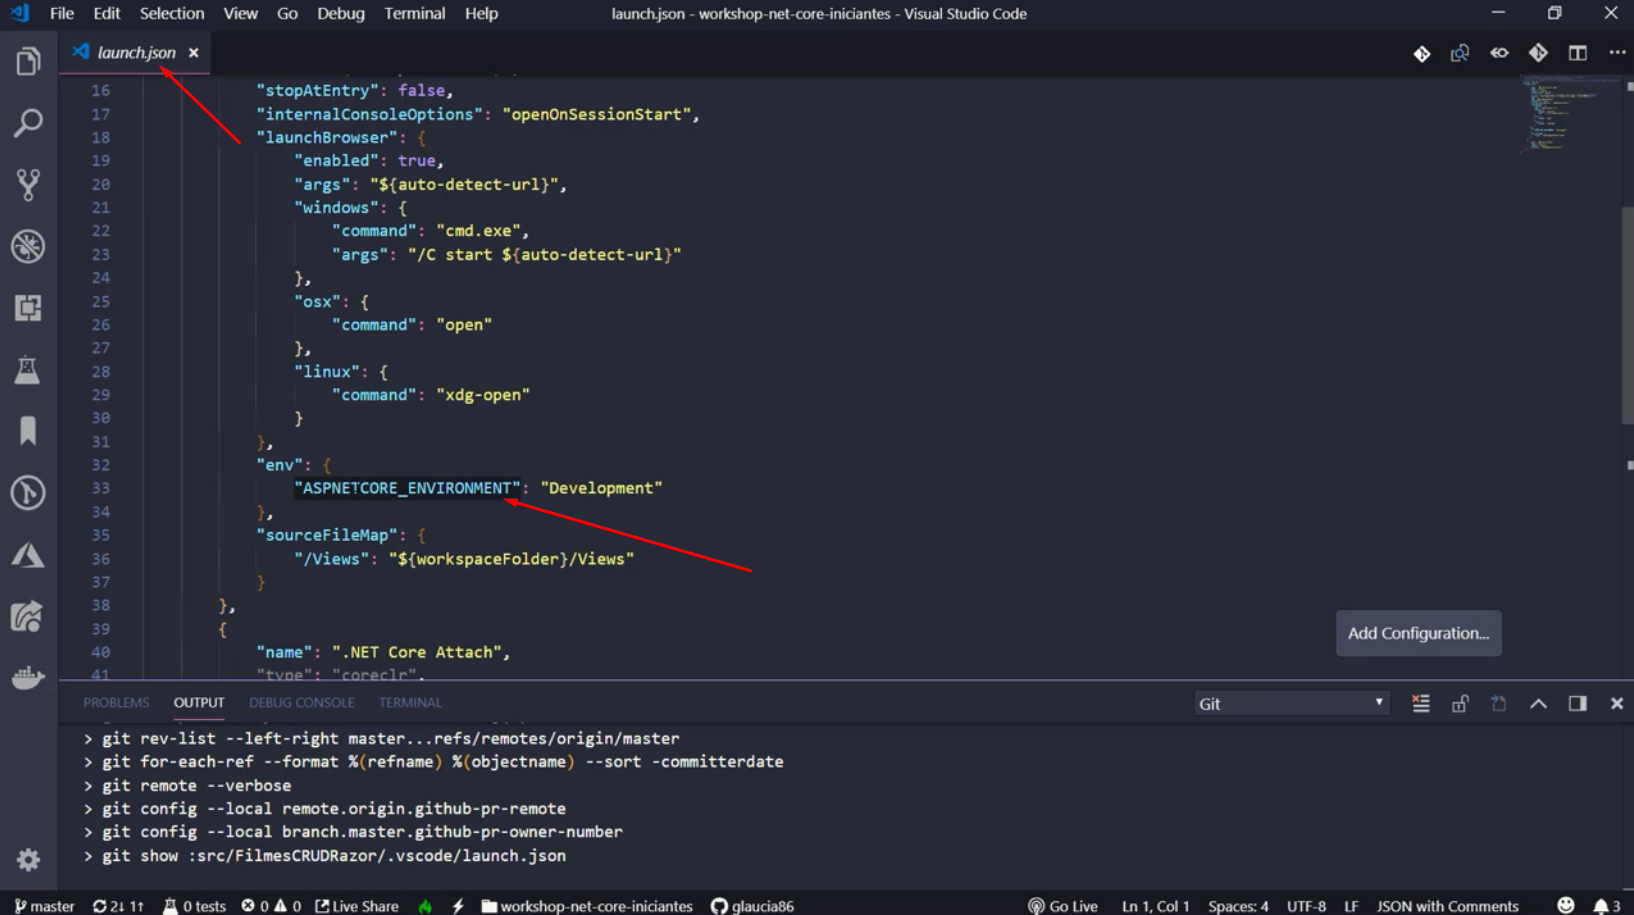 File Edit Selection View Go Debug Terminal Help launch.json - workshop-net-core-iniciantes - Visual Studio Code
launch.json
16 "stopAtEntry": false,
17 "internalConsoleOptions": "openOnSessionStart",
18 "launchBrowser": {
19 "enabled": true,
20 "args": "${auto-detect-url}",
21 "windows": {
22 "command": "cmd.exe",
23 "args": "/C start ${auto-detect-url}"
24 },
25 "osx": {
26 "command": "open"
27 },
28 "linux": {
29 "command": "xdg-open"
30 }
31 },
32 "env": {
33 "ASPNETCORE_ENVIRONMENT": "Development"
34 },
35 "sourceFileMap": {
36 "/Views": "${workspaceFolder}/Views"
37 }
38 },
39 {
40 "name": ".NET Core Attach",
41 "type": "coreclr",
Add Configuration...
PROBLEMS OUTPUT DEBUG CONSOLE TERMINAL Git
> git rev-list --left-right master...refs/remotes/origin/master
> git for-each-ref --format %(refname) %(objectname) --sort -committerdate
> git remote --verbose
> git config --local remote.origin.github-pr-remote
> git config --local branch.master.github-pr-owner-number
> git show :src/FilmesCRUDRazor/.vscode/launch.json
master 2↓ 1↑ 0 tests 0 0 Live Share workshop-net-core-iniciantes glaucia86 Go Live Ln 1, Col 1 Spaces: 4 UTF-8 LF JSON with Comments 3